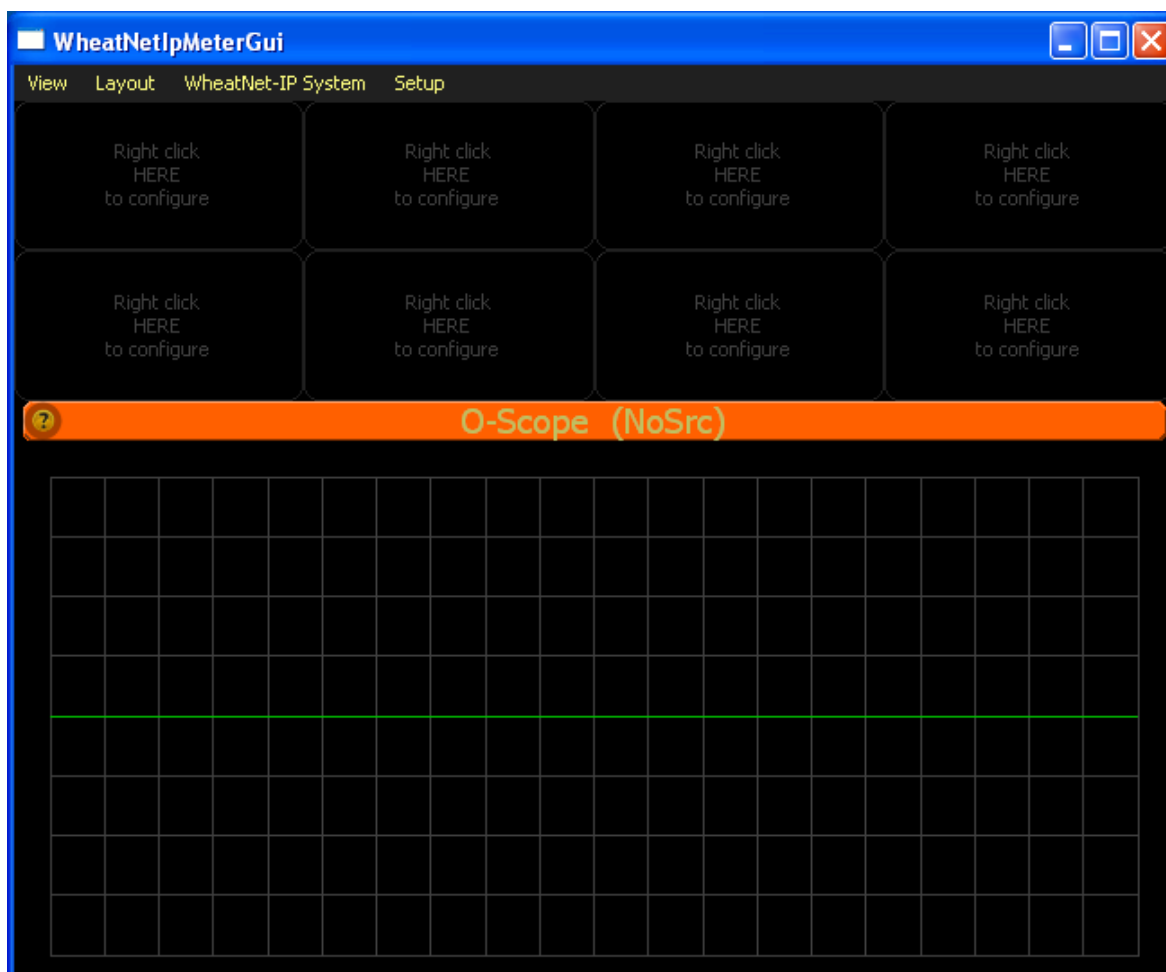 WheatNetIpMeterGui
View Layout WheatNet-IP System Setup
Right click
HERE
to configure
Right click
HERE
to configure
Right click
HERE
to configure
Right click
HERE
to configure
Right click
HERE
to configure
Right click
HERE
to configure
Right click
HERE
to configure
Right click
HERE
to configure
? O-Scope (NoSrc)